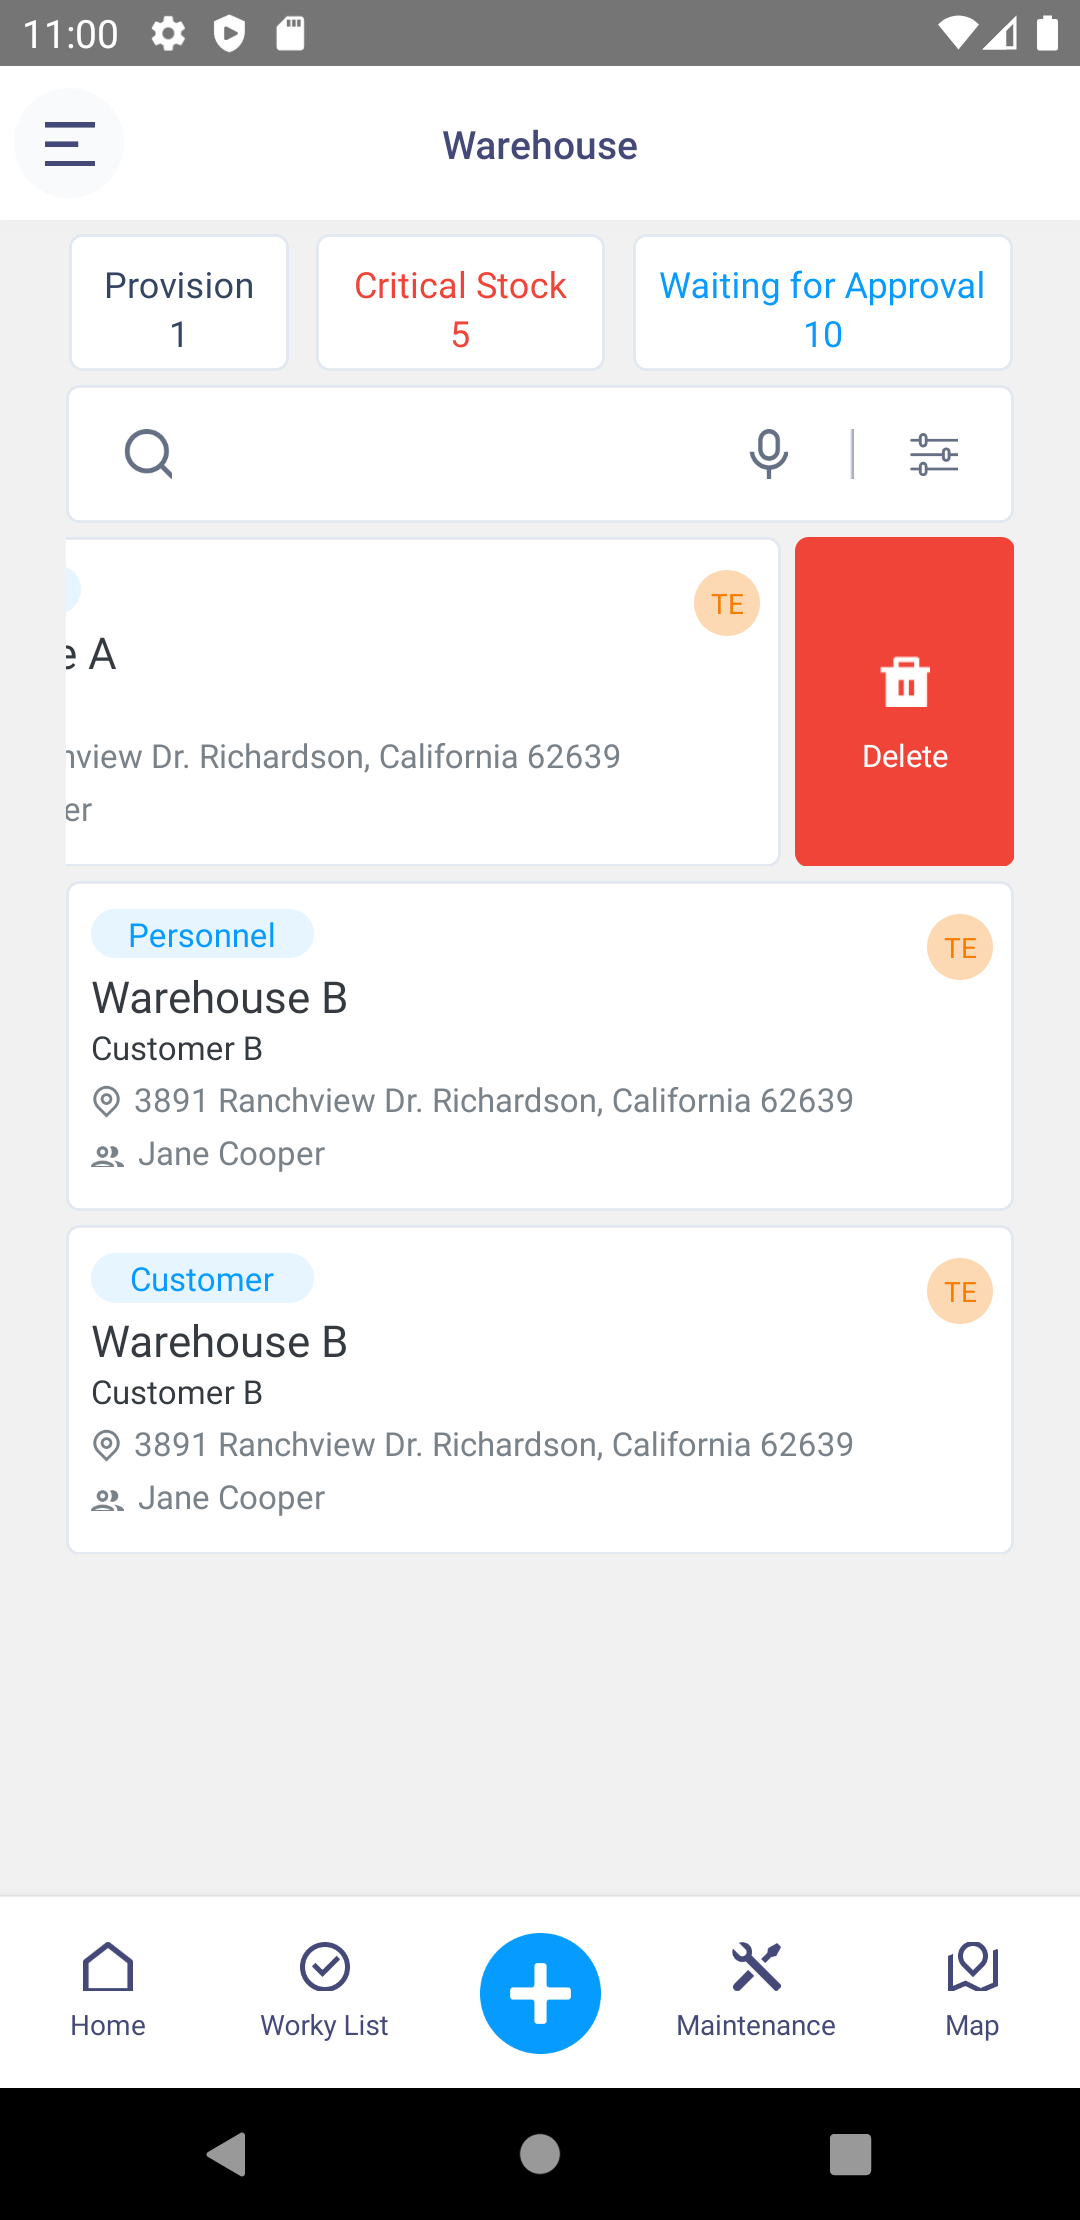 11:00
Warehouse
Provision
1
Critical Stock
5
Waiting for Approval
10
TE
e A
nview Dr. Richardson, California 62639
er
Delete
Personnel
TE
Warehouse B
Customer B
3891 Ranchview Dr. Richardson, California 62639
Jane Cooper
Customer
TE
Warehouse B
Customer B
3891 Ranchview Dr. Richardson, California 62639
Jane Cooper
Home
Worky List
Maintenance
Map